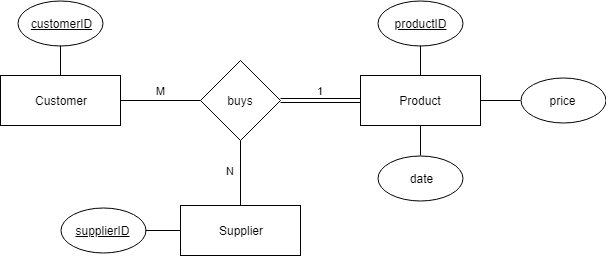 customerID
productID
Customer
M
buys
1
Product
price
N
date
supplierID
Supplier